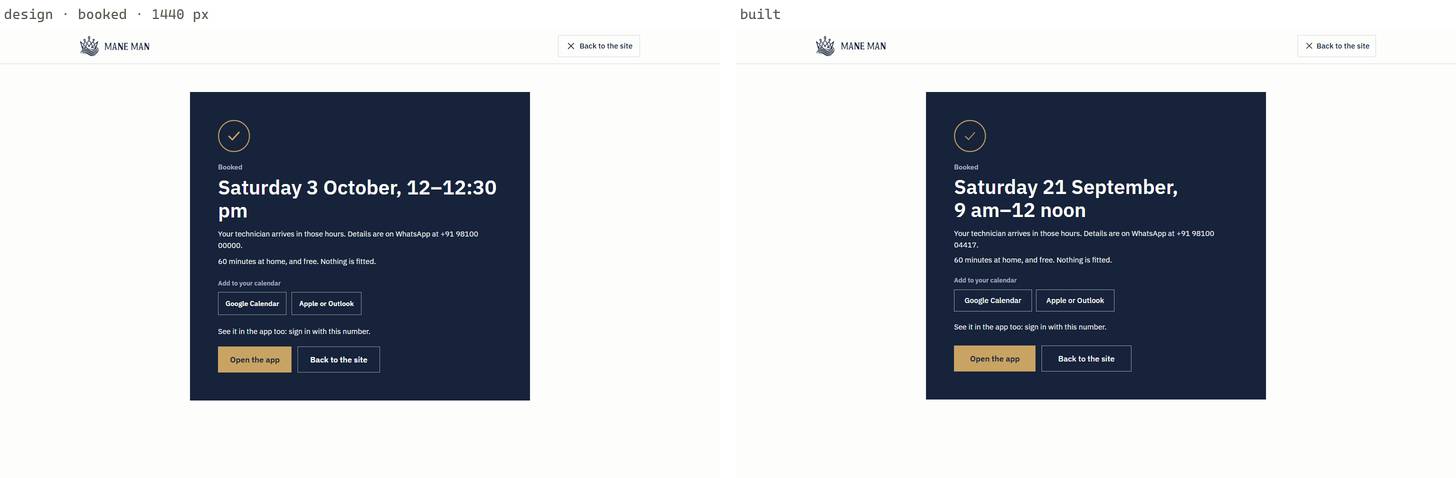 design · booked · 1440 px
MANE MAN
Back to the site
Booked
Saturday 3 October, 12–12:30
pm
Your technician arrives in those hours. Details are on WhatsApp at +91 98100
00000.
60 minutes at home, and free. Nothing is fitted.
Add to your calendar
Google Calendar
Apple or Outlook
See it in the app too: sign in with this number.
Open the app
Back to the site
built
MANE MAN
Back to the site
Booked
Saturday 21 September,
9 am–12 noon
Your technician arrives in those hours. Details are on WhatsApp at +91 98100
04417.
60 minutes at home, and free. Nothing is fitted.
Add to your calendar
Google Calendar
Apple or Outlook
See it in the app too: sign in with this number.
Open the app
Back to the site